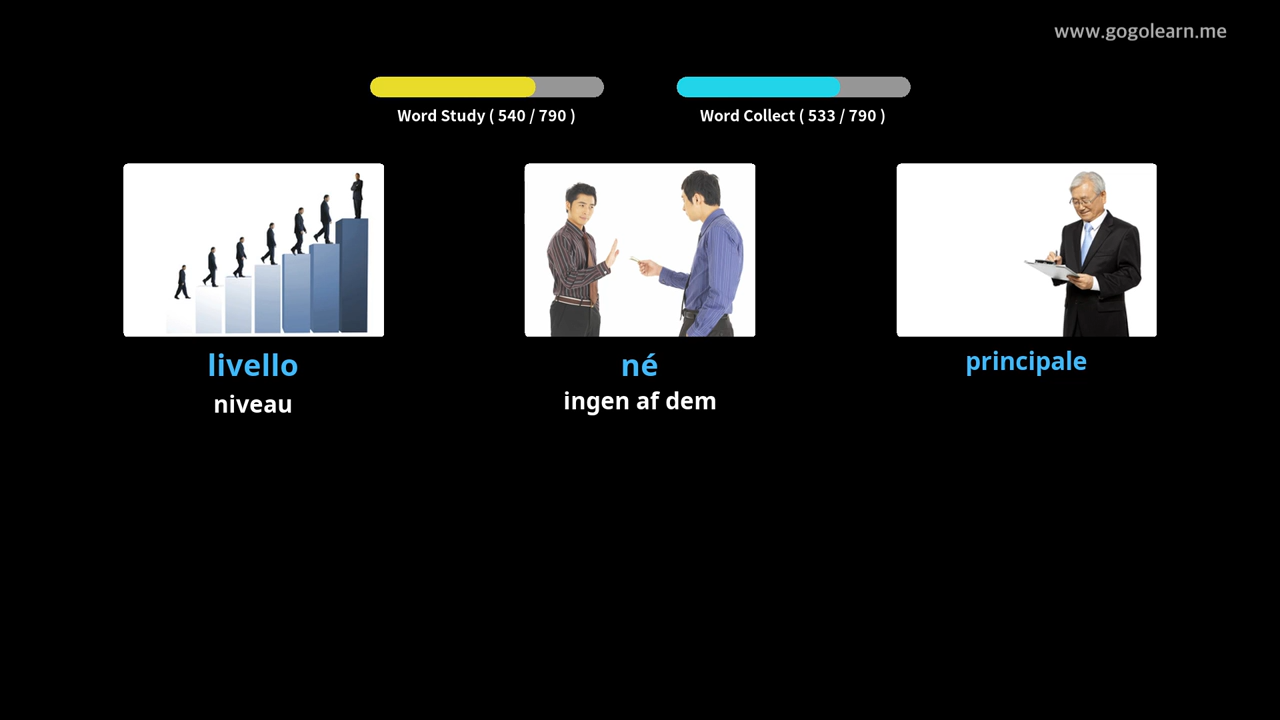 www.gogolearn.me
Word Study ( 540 / 790 )
Word Collect ( 533 / 790 )
livello
niveau
né
ingen af dem
principale